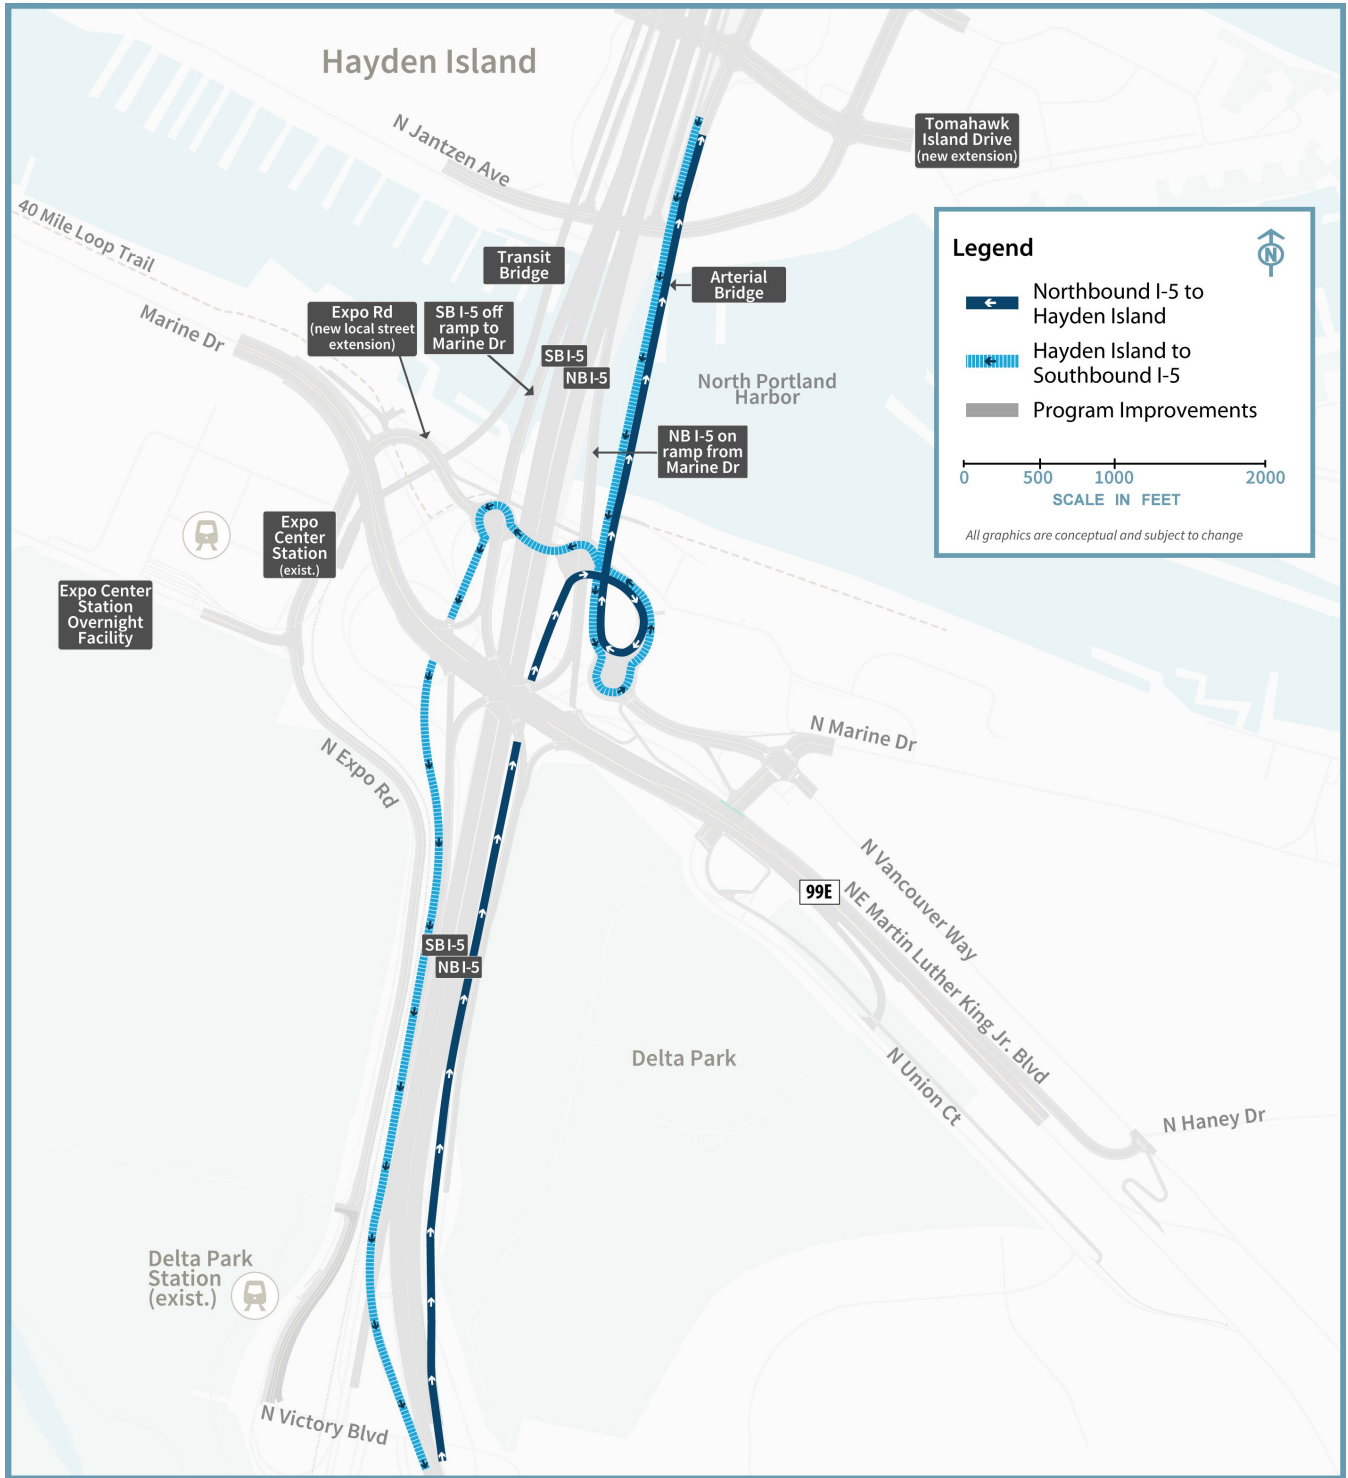 Hayden Island
N Jantzen Ave
Tomahawk
Island Drive
(new extension)
40 Mile Loop Trail
Marine Dr
Transit
Bridge
Arterial
Bridge
Expo Rd
(new local street
extension)
SB I-5 off
ramp to
Marine Dr
SB I-5
NB I-5
North Portland
Harbor
NB I-5 on
ramp from
Marine Dr
Legend
N
Northbound I-5 to
Hayden Island
Hayden Island to
Southbound I-5
Program Improvements
0 500 1000 2000
SCALE IN FEET
All graphics are conceptual and subject to change
Expo
Center
Station
(exist.)
Expo Center
Station
Overnight
Facility
N Marine Dr
N Expo Rd
N Vancouver Way
99E
NE Martin Luther King Jr. Blvd
SB I-5
NB I-5
Delta Park
N Union Ct
N Haney Dr
Delta Park
Station
(exist.)
N Victory Blvd